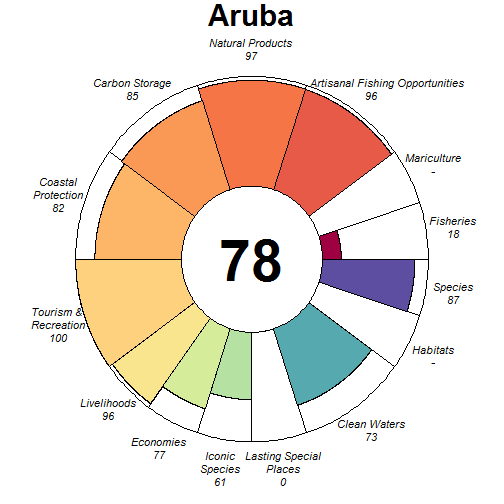 Aruba
Natural Products
97
Carbon Storage
85
Artisanal Fishing Opportunities
96
Mariculture
-
Coastal
Protection
82
Fisheries
18
78
Species
87
Tourism &
Recreation
100
Habitats
-
Livelihoods
96
Clean Waters
73
Economies
77
Iconic
Species
61
Lasting Special
Places
0